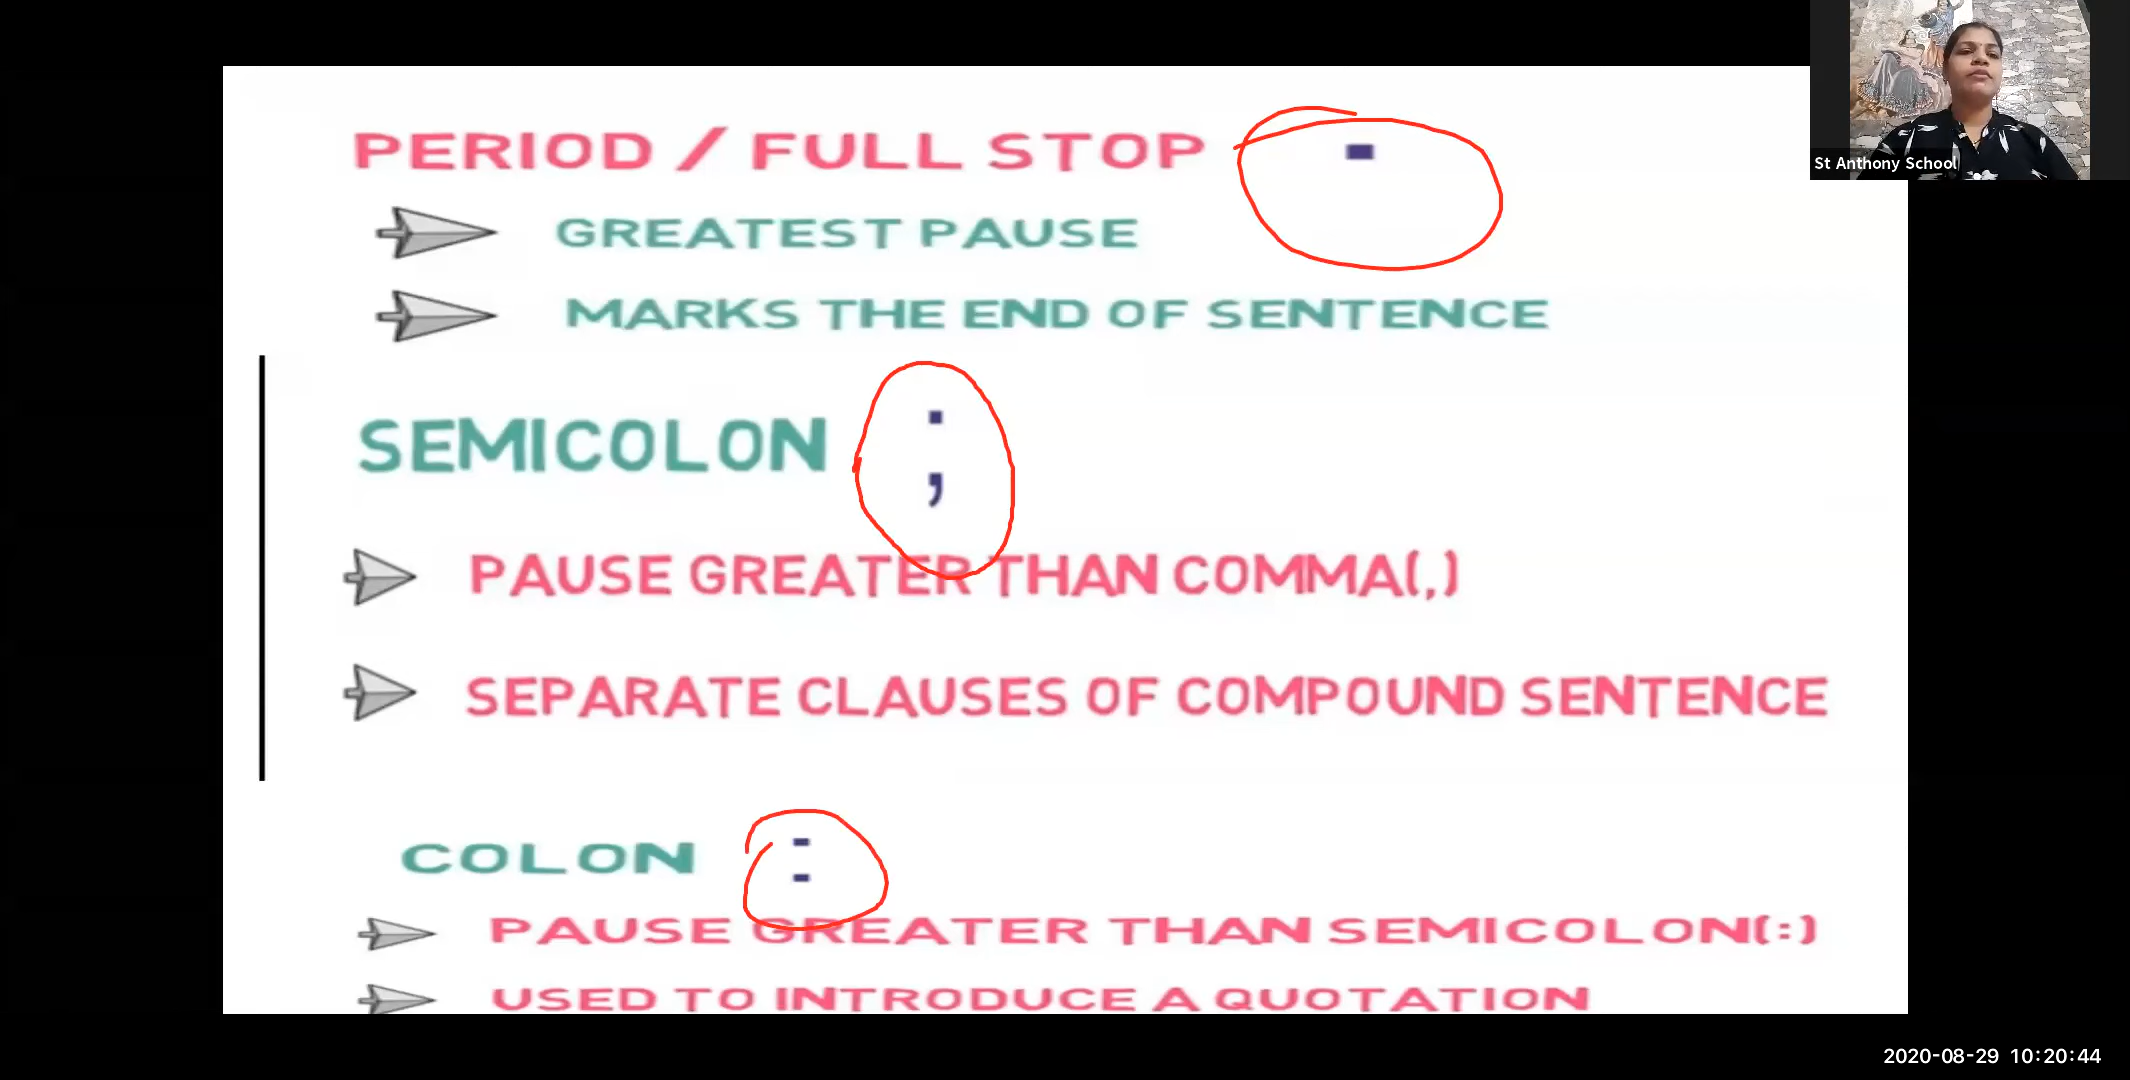 PERIOD / FULL STOP .
GREATEST PAUSE
MARKS THE END OF SENTENCE
SEMICOLON ;
PAUSE GREATER THAN COMMA(,)
SEPARATE CLAUSES OF COMPOUND SENTENCE
COLON :
PAUSE GREATER THAN SEMICOLON(:)
USED TO INTRODUCE A QUOTATION
St Anthony School
2020-08-29 10:20:44